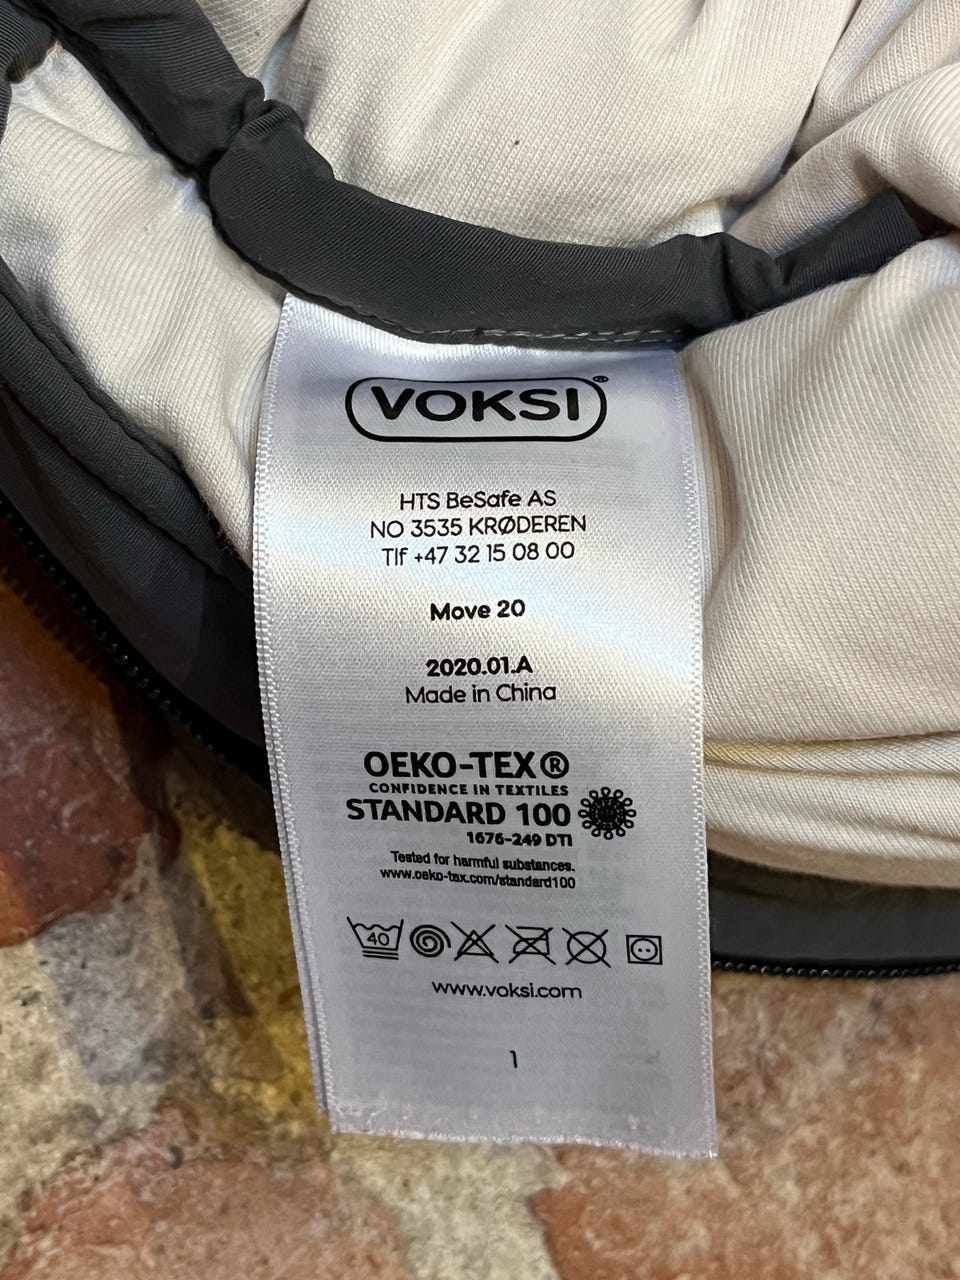 VOKSI®
HTS BeSafe AS
NO 3535 KRØDEREN
Tlf +47 32 15 08 00
Move 20
2020.01.A
Made in China
OEKO-TEX®
CONFIDENCE IN TEXTILES
STANDARD 100
1676-249 DTI
Tested for harmful substances.
www.oeko-tex.com/standard100
40
www.voksi.com
1